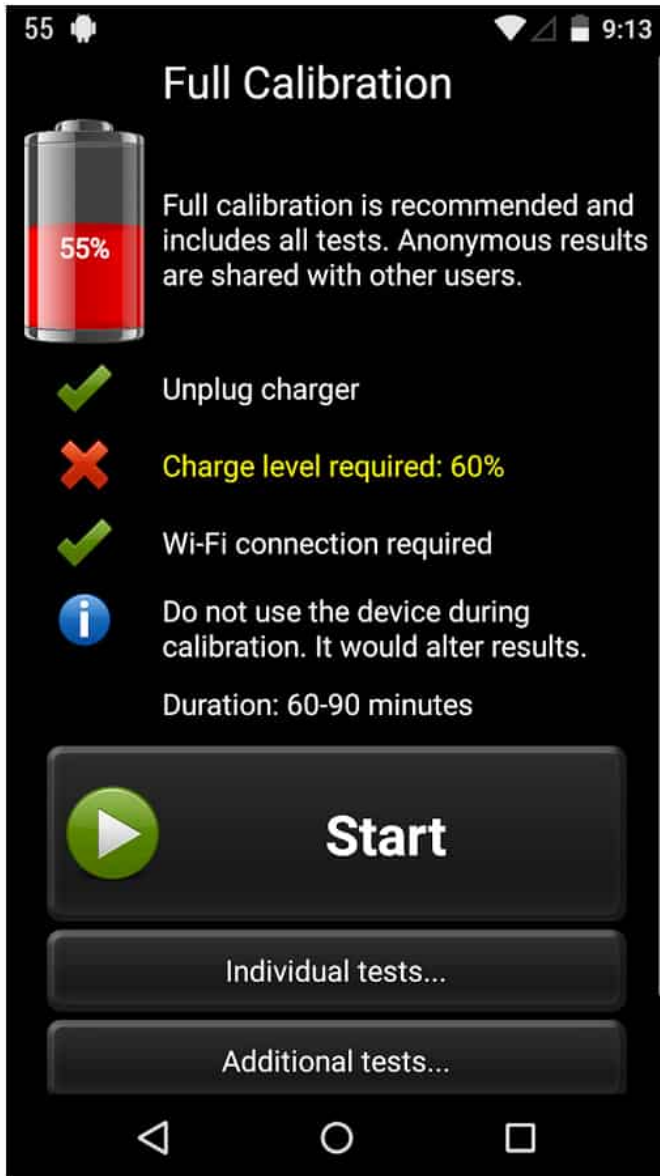 55 9:13
Full Calibration
55%
Full calibration is recommended and
includes all tests. Anonymous results
are shared with other users.
Unplug charger
Charge level required: 60%
Wi-Fi connection required
Do not use the device during
calibration. It would alter results.
Duration: 60-90 minutes
Start
Individual tests...
Additional tests...